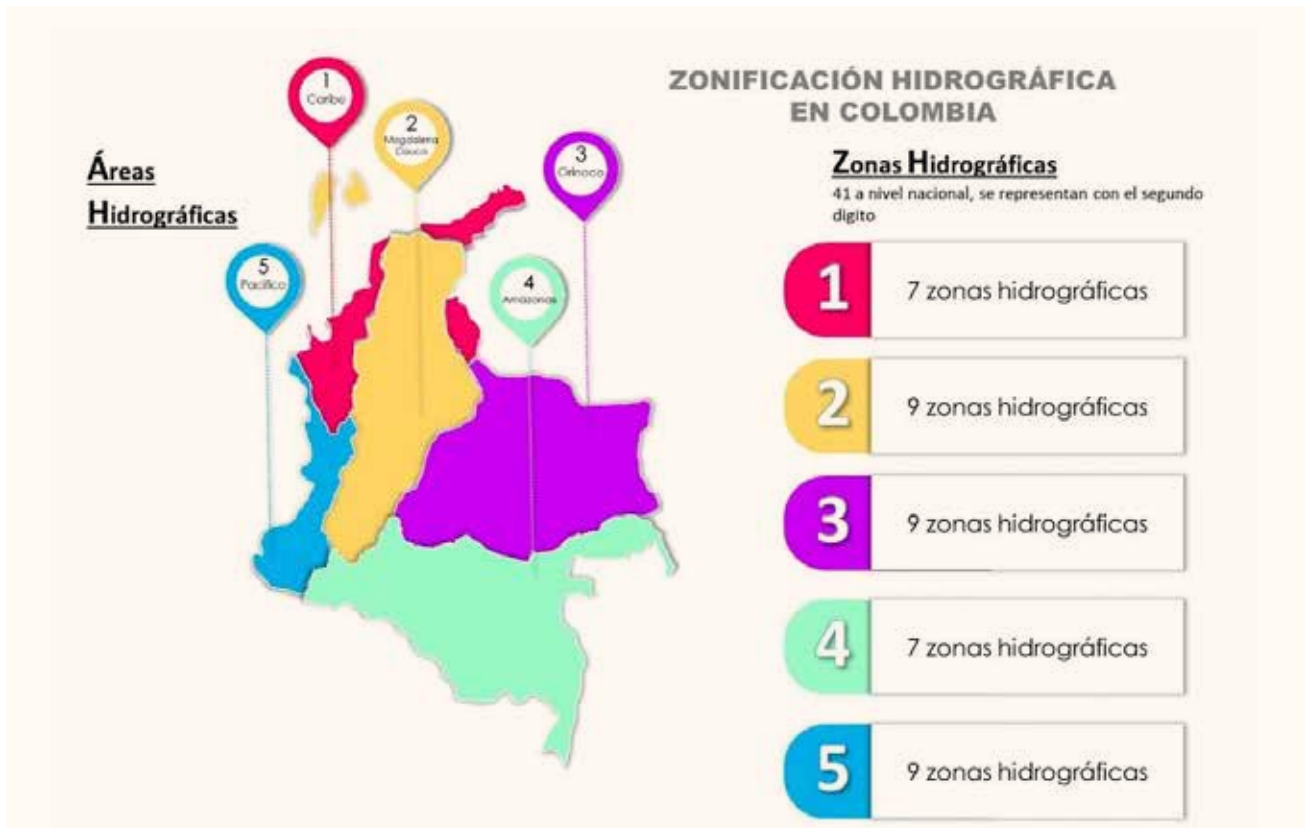 ZONIFICACIÓN HIDROGRÁFICA
EN COLOMBIA
Áreas
Hidrográficas
1
Caribe
2
Magdalena
Cauca
3
Orinoco
4
Amazonas
5
Pacífico
Zonas Hidrográficas
41 a nivel nacional, se representan con el segundo
digito
1
7 zonas hidrográficas
2
9 zonas hidrográficas
3
9 zonas hidrográficas
4
7 zonas hidrográficas
5
9 zonas hidrográficas